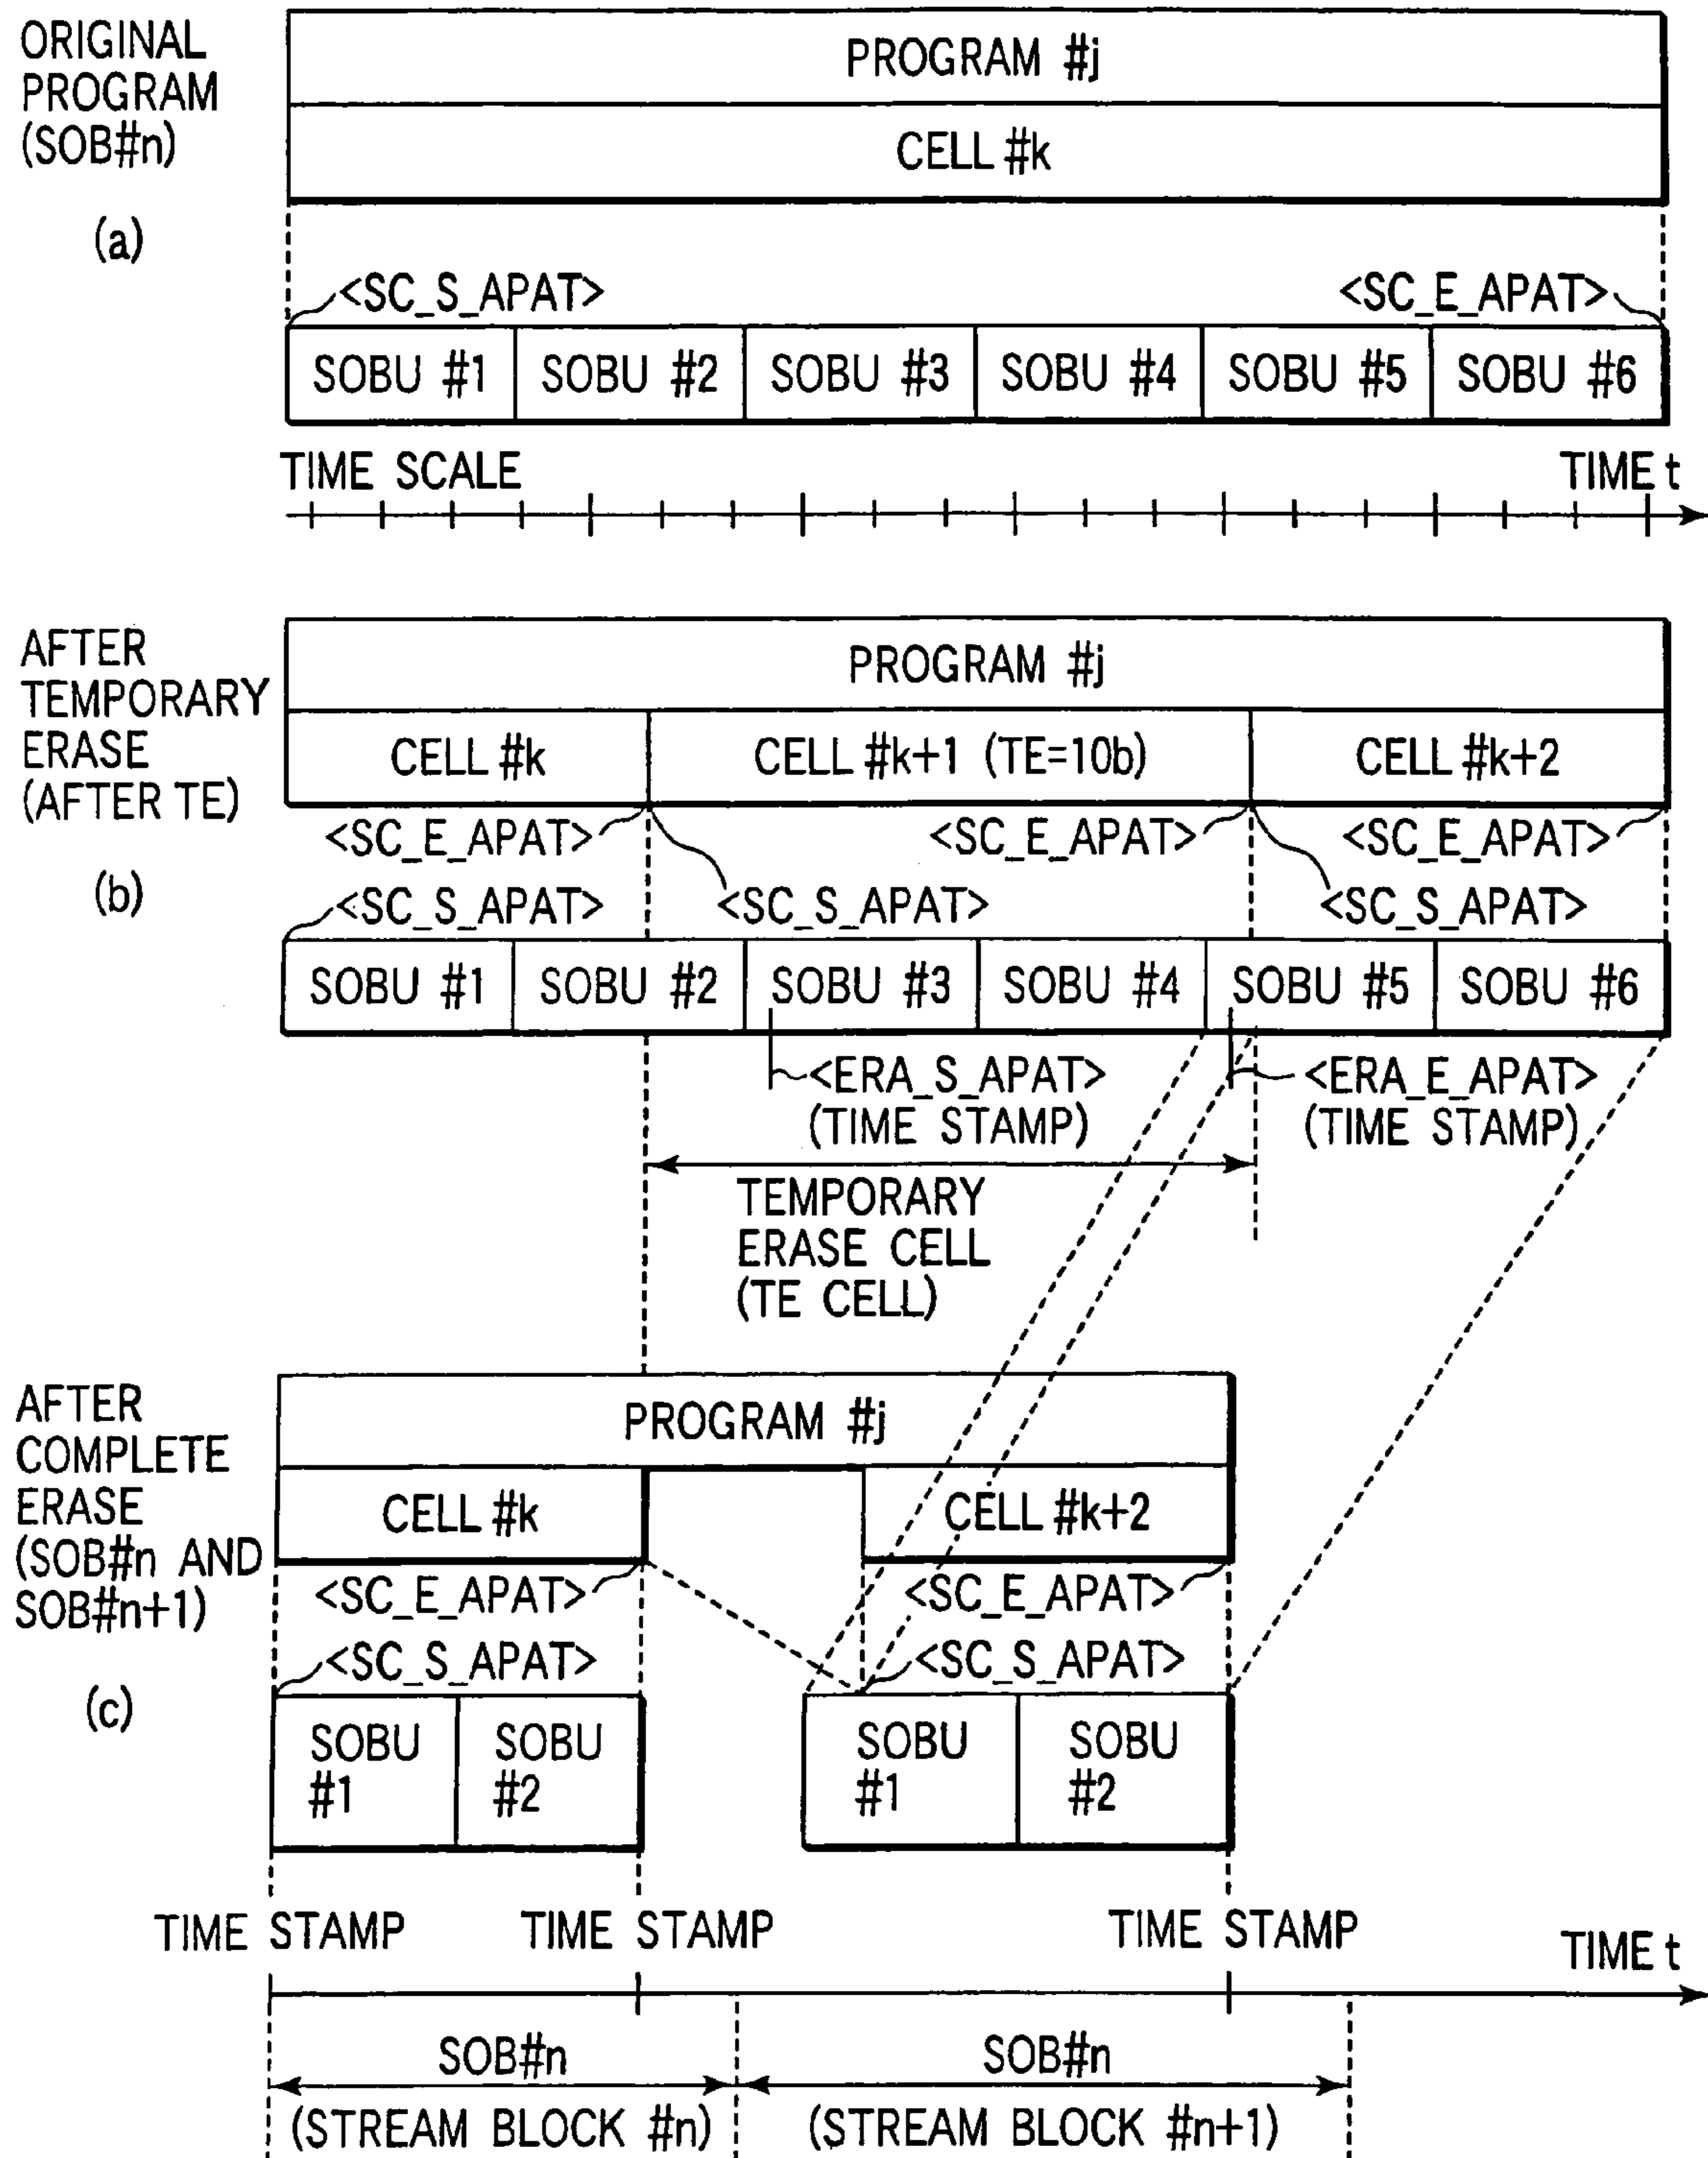 ORIGINAL
PROGRAM
(SOB#n)
(a)
PROGRAM #j
CELL #k
<SC_S_APAT>
<SC_E_APAT>
SOBU #1
SOBU #2
SOBU #3
SOBU #4
SOBU #5
SOBU #6
TIME SCALE
TIME t
AFTER
TEMPORARY
ERASE
(AFTER TE)
(b)
PROGRAM #j
CELL #k
CELL #k+1 (TE=10b)
CELL #k+2
<SC_E_APAT>
<SC_E_APAT>
<SC_E_APAT>
<SC_S_APAT>
<SC_S_APAT>
<SC_S_APAT>
SOBU #1
SOBU #2
SOBU #3
SOBU #4
SOBU #5
SOBU #6
<ERA_S_APAT>
(TIME STAMP)
<ERA_E_APAT>
(TIME STAMP)
TEMPORARY
ERASE CELL
(TE CELL)
AFTER
COMPLETE
ERASE
(SOB#n AND
SOB#n+1)
(c)
PROGRAM #j
CELL #k
CELL #k+2
<SC_E_APAT>
<SC_E_APAT>
<SC_S_APAT>
<SC_S_APAT>
SOBU
#1
SOBU
#2
SOBU
#1
SOBU
#2
TIME STAMP
TIME STAMP
TIME STAMP
TIME t
SOB#n
(STREAM BLOCK #n)
SOB#n
(STREAM BLOCK #n+1)